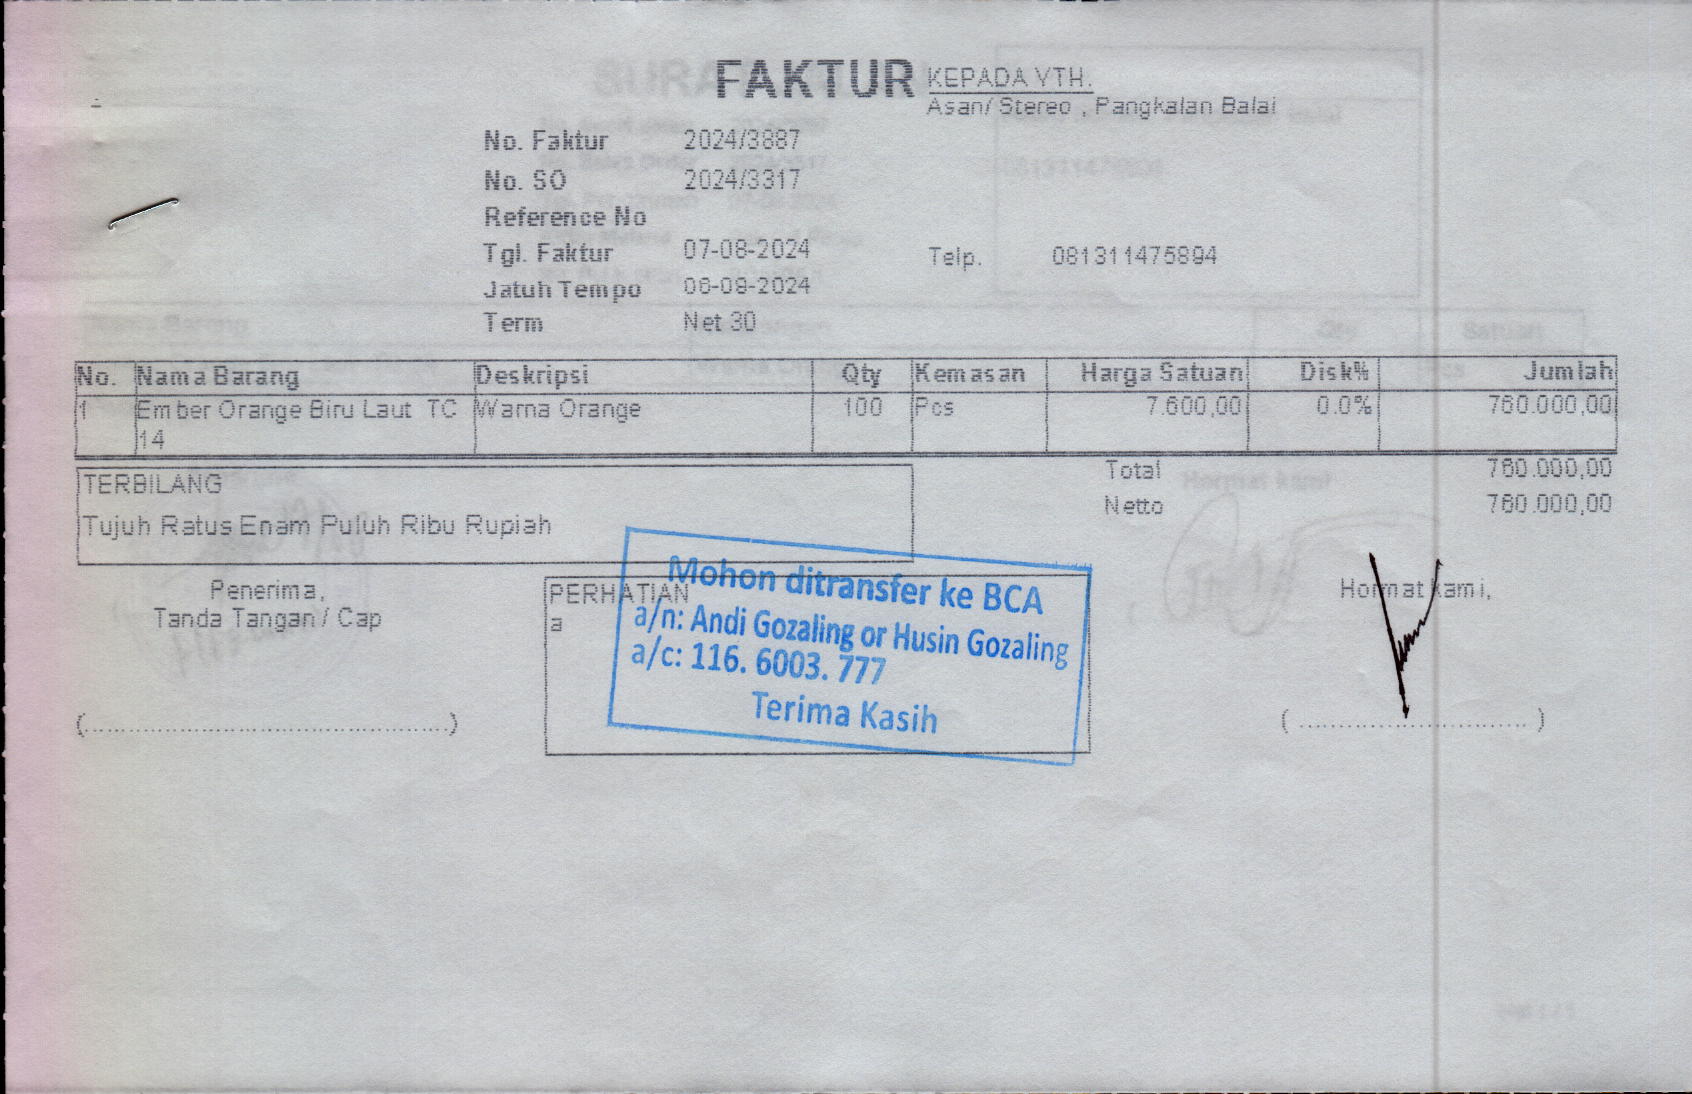 FAKTUR
KEPADA YTH.
Asan/ Stereo , Pangkalan Balai
No. Faktur 2024/3887
No. SO 2024/3317
Reference No
Tgl. Faktur 07-08-2024
Telp. 081311475894
Jatuh Tempo 06-09-2024
Term Net 30
No. Nama Barang Deskripsi Qty Kemasan Harga Satuan Disk% Jumlah
1 Ember Orange Biru Laut TC Warna Orange 100 Pcs 7.600,00 0.0% 760.000,00
14
Total 760.000,00
Netto 760.000,00
TERBILANG
Tujuh Ratus Enam Puluh Ribu Rupiah
Penerima,
Tanda Tangan / Cap
(..............................................)
PERHATIAN
a
Mohon ditransfer ke BCA
a/n: Andi Gozaling or Husin Gozaling
a/c: 116. 6003. 777
Terima Kasih
Hormat kami,
( ............................ )